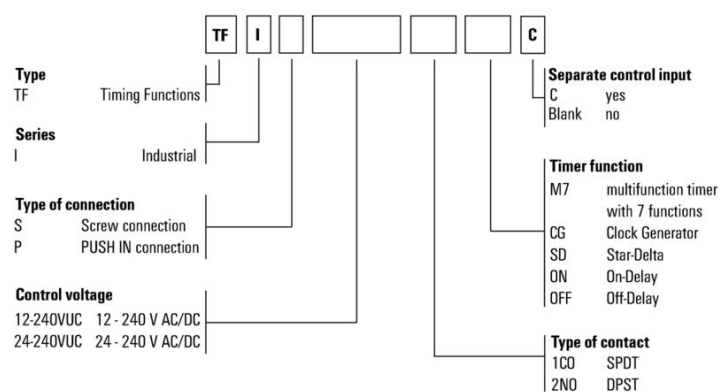 TF I C
Type
TF Timing Functions
Series
I Industrial
Type of connection
S Screw connection
P PUSH IN connection
Control voltage
12-240VUC 12 - 240 V AC/DC
24-240VUC 24 - 240 V AC/DC
Separate control input
C yes
Blank no
Timer function
M7 multifunction timer
with 7 functions
CG Clock Generator
SD Star-Delta
ON On-Delay
OFF Off-Delay
Type of contact
1CO SPDT
2NO DPST